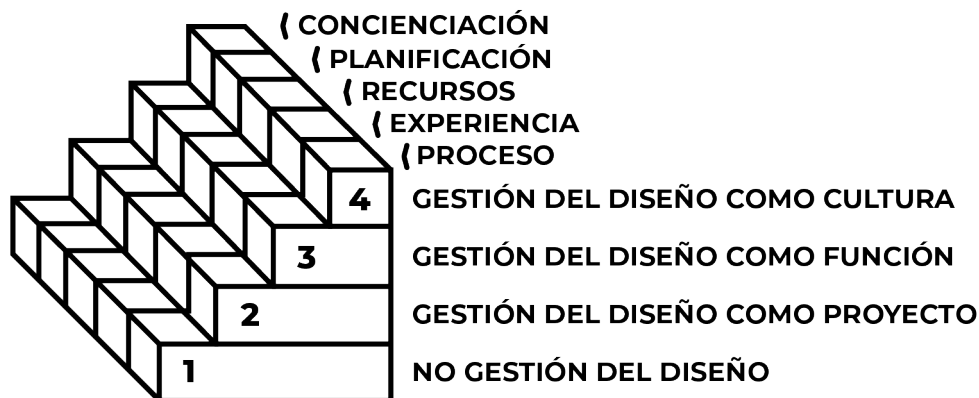 CONCIENCIACIÓN
PLANIFICACIÓN
RECURSOS
EXPERIENCIA
PROCESO
4 GESTIÓN DEL DISEÑO COMO CULTURA
3 GESTIÓN DEL DISEÑO COMO FUNCIÓN
2 GESTIÓN DEL DISEÑO COMO PROYECTO
1 NO GESTIÓN DEL DISEÑO